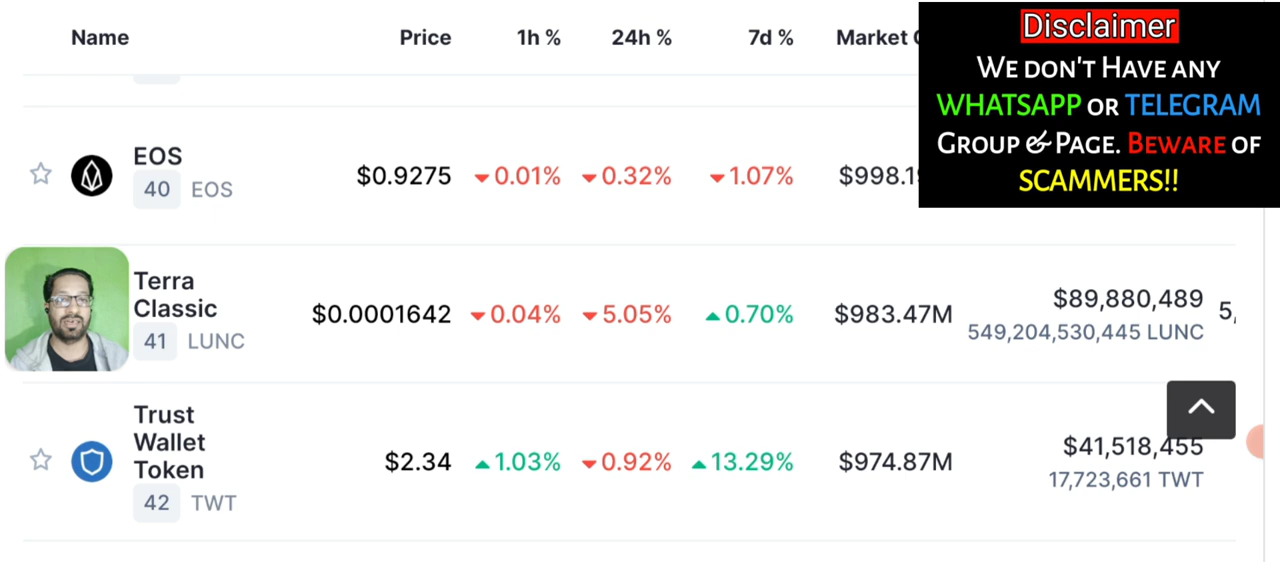 Name Price 1h % 24h % 7d % Market
Disclaimer
WE DON'T HAVE ANY
WHATSAPP OR TELEGRAM
GROUP & PAGE. BEWARE OF
SCAMMERS!!
EOS
40 EOS
$0.9275 0.01% 0.32% 1.07% $998.1
Terra
Classic
41 LUNC
$0.0001642 0.04% 5.05% 0.70% $983.47M $89,880,489 5,
549,204,530,445 LUNC
Trust
Wallet
Token
42 TWT
$2.34 1.03% 0.92% 13.29% $974.87M $41,518,455
17,723,661 TWT